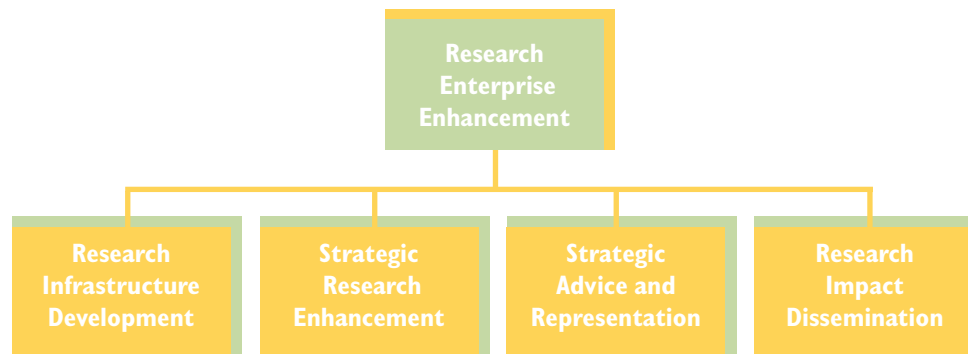 Research
Enterprise
Enhancement
Research
Infrastructure
Development
Strategic
Research
Enhancement
Strategic
Advice and
Representation
Research
Impact
Dissemination